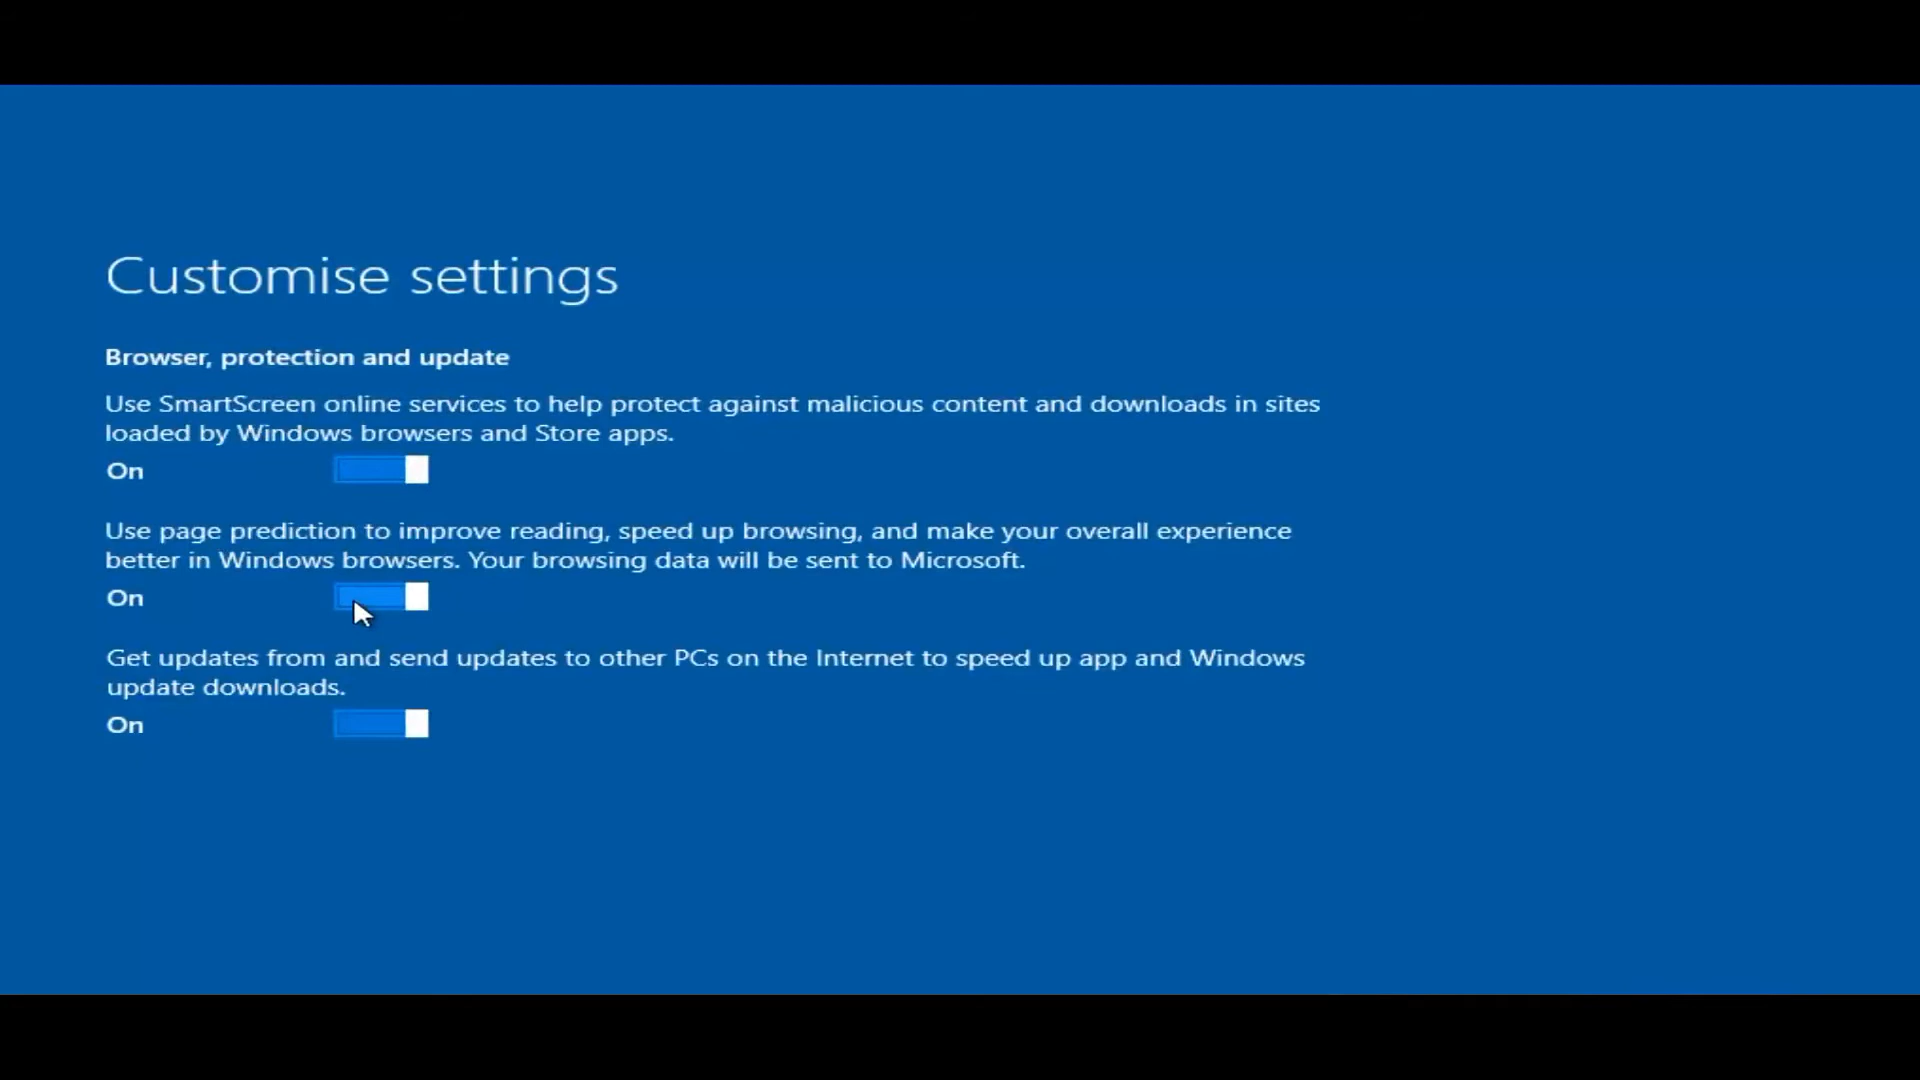 Customise settings
Browser, protection and update
Use SmartScreen online services to help protect against malicious content and downloads in sites
loaded by Windows browsers and Store apps.
On
Use page prediction to improve reading, speed up browsing, and make your overall experience
better in Windows browsers. Your browsing data will be sent to Microsoft.
On
Get updates from and send updates to other PCs on the Internet to speed up app and Windows
update downloads.
On